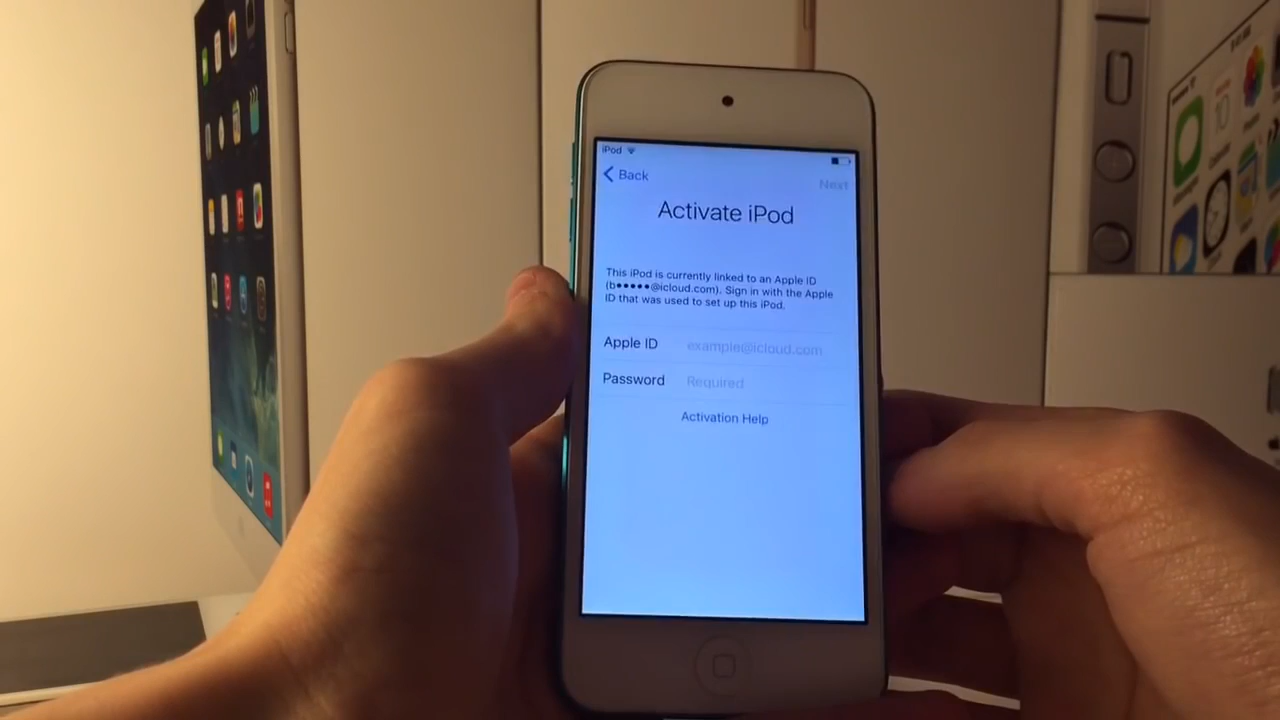 iPod
Back
Next
Activate iPod
This iPod is currently linked to an Apple ID
(b●●●●●@icloud.com). Sign in with the Apple
ID that was used to set up this iPod.
Apple ID example@icloud.com
Password Required
Activation Help
10